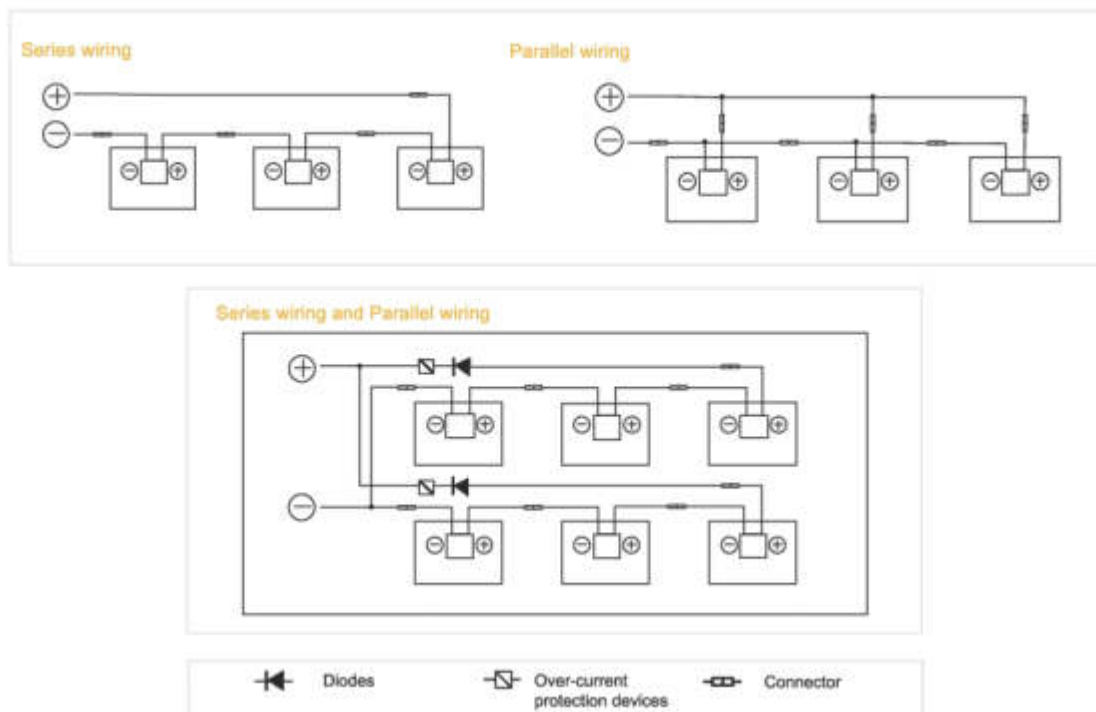 Series wiring
Parallel wiring
+
−
− +
− +
− +
+
−
− +
− +
− +
Series wiring and Parallel wiring
+
− +
− +
− +
−
− +
− +
− +
Diodes
Over-current
protection devices
Connector